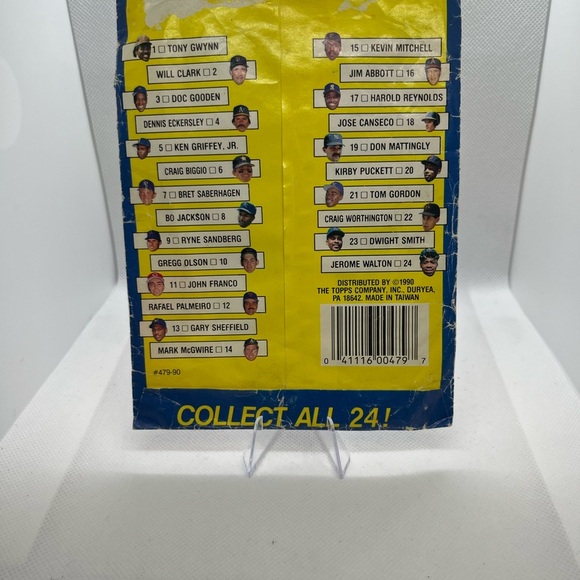 1 □ TONY GWYNN
WILL CLARK □ 2
3 □ DOC GOODEN
DENNIS ECKERSLEY □ 4
5 □ KEN GRIFFEY, JR.
CRAIG BIGGIO □ 6
7 □ BRET SABERHAGEN
BO JACKSON □ 8
9 □ RYNE SANDBERG
GREGG OLSON □ 10
11 □ JOHN FRANCO
RAFAEL PALMEIRO □ 12
13 □ GARY SHEFFIELD
MARK McGWIRE □ 14
#479-90
15 □ KEVIN MITCHELL
JIM ABBOTT □ 16
17 □ HAROLD REYNOLDS
JOSE CANSECO □ 18
19 □ DON MATTINGLY
KIRBY PUCKETT □ 20
21 □ TOM GORDON
CRAIG WORTHINGTON □ 22
23 □ DWIGHT SMITH
JEROME WALTON □ 24
DISTRIBUTED BY ©1990
THE TOPPS COMPANY, INC., DURYEA,
PA 18642. MADE IN TAIWAN
0 41116 00479 7
COLLECT ALL 24!